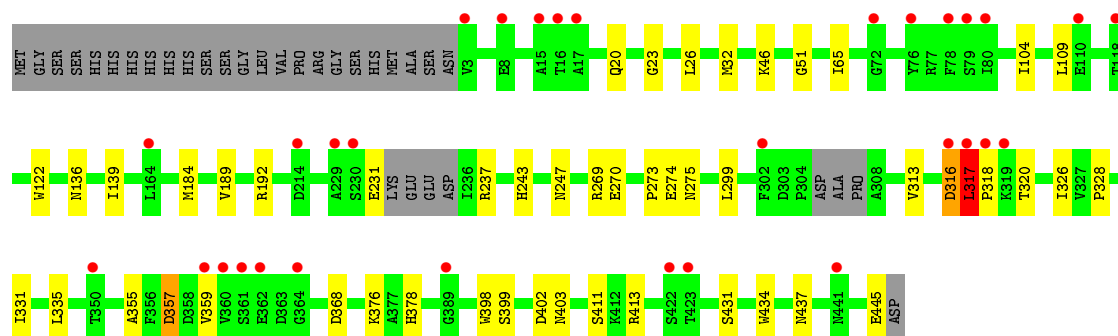 MET GLY SER SER HIS HIS HIS HIS HIS HIS SER SER GLY LEU VAL PRO ARG GLY SER HIS MET ALA SER ASN V3 E8 A15 T16 A17 Q20 G23 L26 M32 K46 G51 I65 G72 Y76 R77 F78 S79 I80 I104 L109 E110 T118
W122 N136 I139 L164 M184 V189 R192 D214 A229 S230 E231 LYS GLU GLU ASP I236 R237 H243 N247 R269 E270 P273 E274 N275 L299 F302 D303 P304 ASP ALA PRO A308 V313 D316 L317 P318 K319 T320 I326 V327 P328
I331 L335 T350 A355 F356 D357 D358 V359 V360 S361 E362 D363 G364 D368 K376 A377 H378 G389 W398 S399 D402 N403 S411 K412 R413 S422 T423 S431 W434 N437 N441 E445 ASP